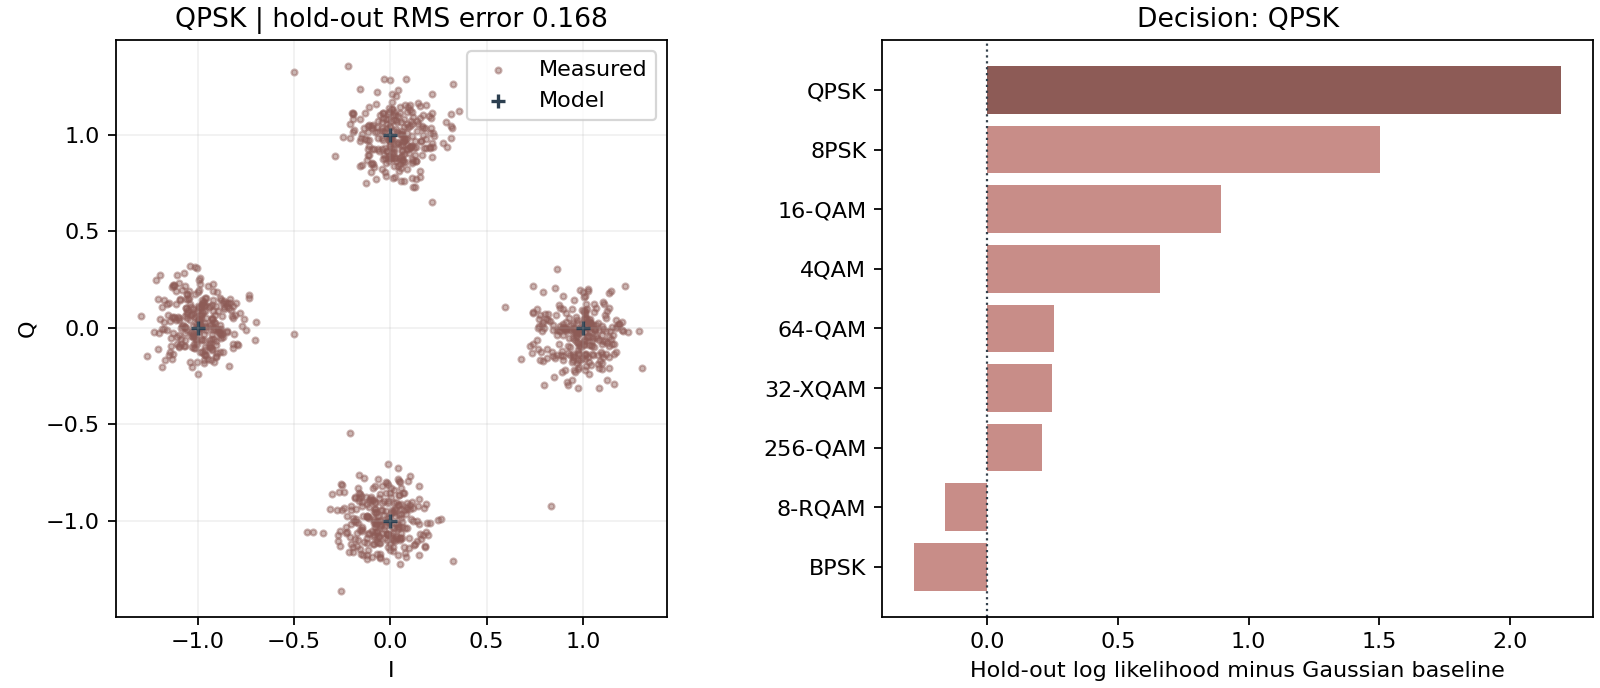 QPSK | hold-out RMS error 0.168
Measured
Model
1.0
0.5
0.0
−0.5
−1.0
Q
−1.0
−0.5
0.0
0.5
1.0
I
Decision: QPSK
QPSK
8PSK
16-QAM
4QAM
64-QAM
32-XQAM
256-QAM
8-RQAM
BPSK
0.0
0.5
1.0
1.5
2.0
Hold-out log likelihood minus Gaussian baseline